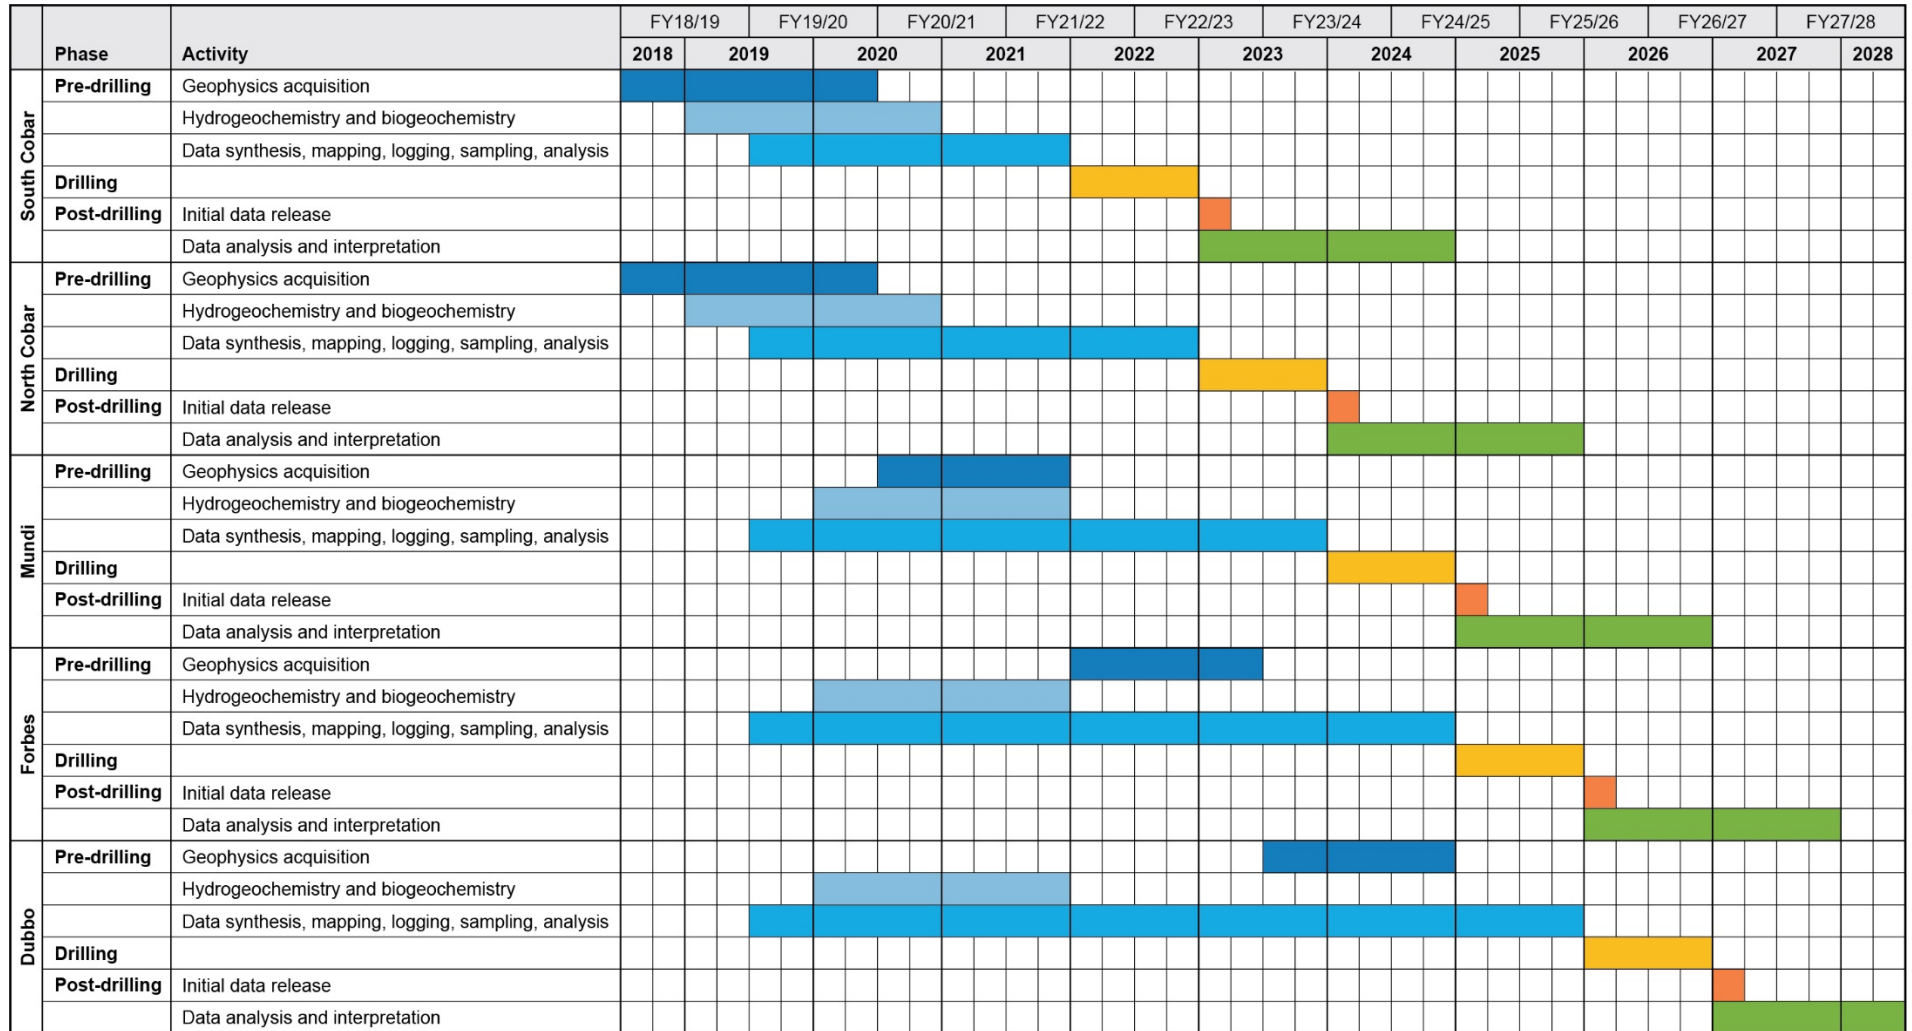 FY18/19 FY19/20 FY20/21 FY21/22 FY22/23 FY23/24 FY24/25 FY25/26 FY26/27 FY27/28
Phase Activity 2018 2019 2020 2021 2022 2023 2024 2025 2026 2027 2028
South Cobar
Pre-drilling Geophysics acquisition
Hydrogeochemistry and biogeochemistry
Data synthesis, mapping, logging, sampling, analysis
Drilling
Post-drilling Initial data release
Data analysis and interpretation
North Cobar
Pre-drilling Geophysics acquisition
Hydrogeochemistry and biogeochemistry
Data synthesis, mapping, logging, sampling, analysis
Drilling
Post-drilling Initial data release
Data analysis and interpretation
Mundi
Pre-drilling Geophysics acquisition
Hydrogeochemistry and biogeochemistry
Data synthesis, mapping, logging, sampling, analysis
Drilling
Post-drilling Initial data release
Data analysis and interpretation
Forbes
Pre-drilling Geophysics acquisition
Hydrogeochemistry and biogeochemistry
Data synthesis, mapping, logging, sampling, analysis
Drilling
Post-drilling Initial data release
Data analysis and interpretation
Dubbo
Pre-drilling Geophysics acquisition
Hydrogeochemistry and biogeochemistry
Data synthesis, mapping, logging, sampling, analysis
Drilling
Post-drilling Initial data release
Data analysis and interpretation